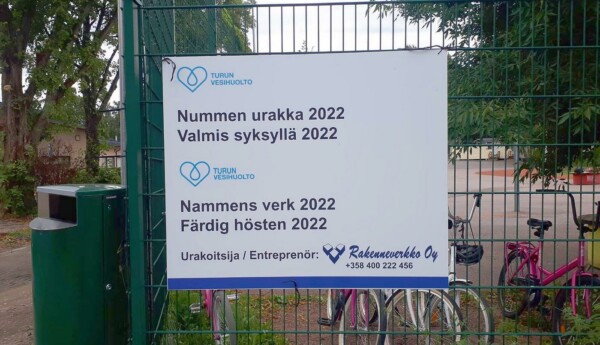 TURUN
VESIHUOLTO
Nummen urakka 2022
Valmis syksyllä 2022
TURUN
VESIHUOLTO
Nammens verk 2022
Färdig hösten 2022
Urakoitsija / Entreprenör: Rakenneverkko Oy
+358 400 222 456